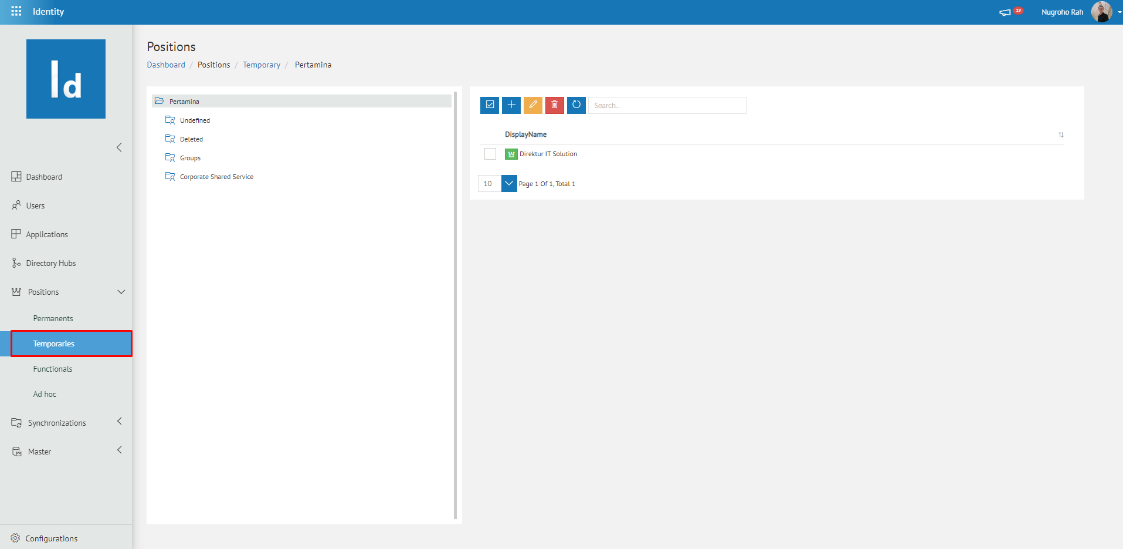 Identity
19
Nugroho Rah
Id
Positions
Dashboard / Positions / Temporary / Pertamina
Dashboard
Users
Applications
Directory Hubs
Positions
Permanents
Temporaries
Functionals
Ad hoc
Synchronizations
Master
Configurations
Pertamina
Undefined
Deleted
Groups
Corporate Shared Service
Search..
DisplayName
Direktur IT Solution
10 Page 1 Of 1, Total 1